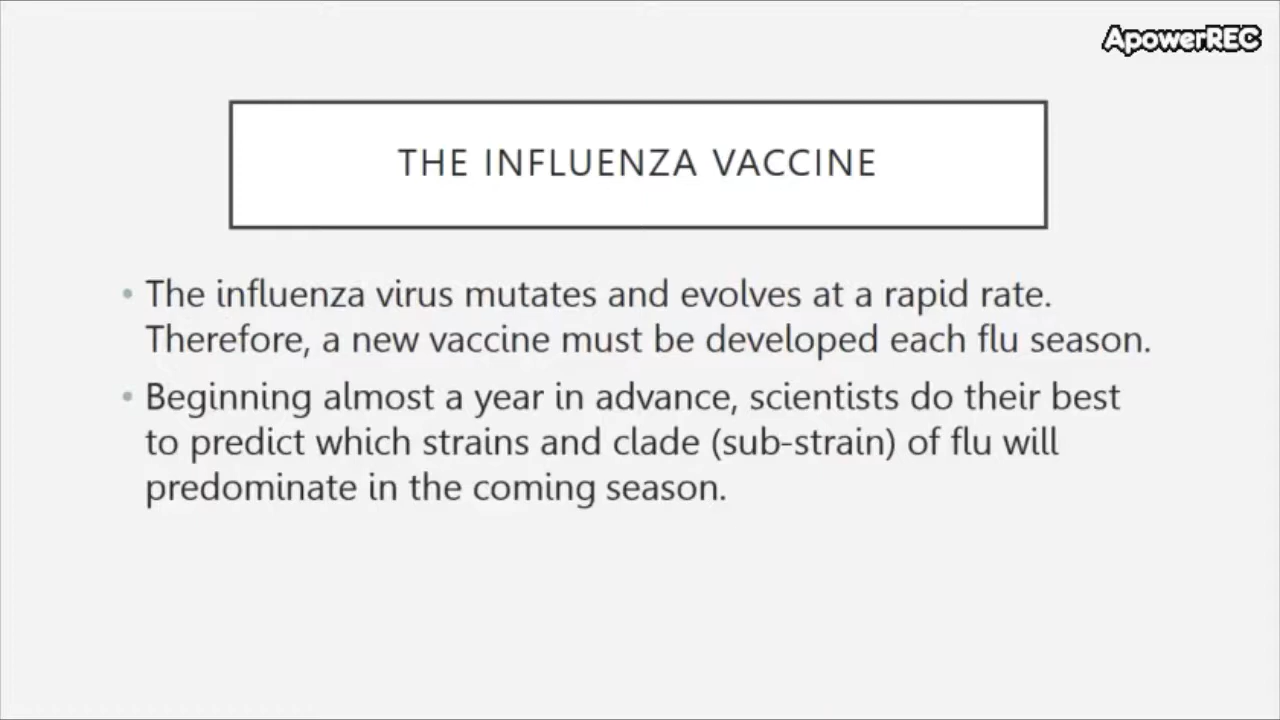 ApowerREC
THE INFLUENZA VACCINE
• The influenza virus mutates and evolves at a rapid rate.
Therefore, a new vaccine must be developed each flu season.
• Beginning almost a year in advance, scientists do their best
to predict which strains and clade (sub-strain) of flu will
predominate in the coming season.